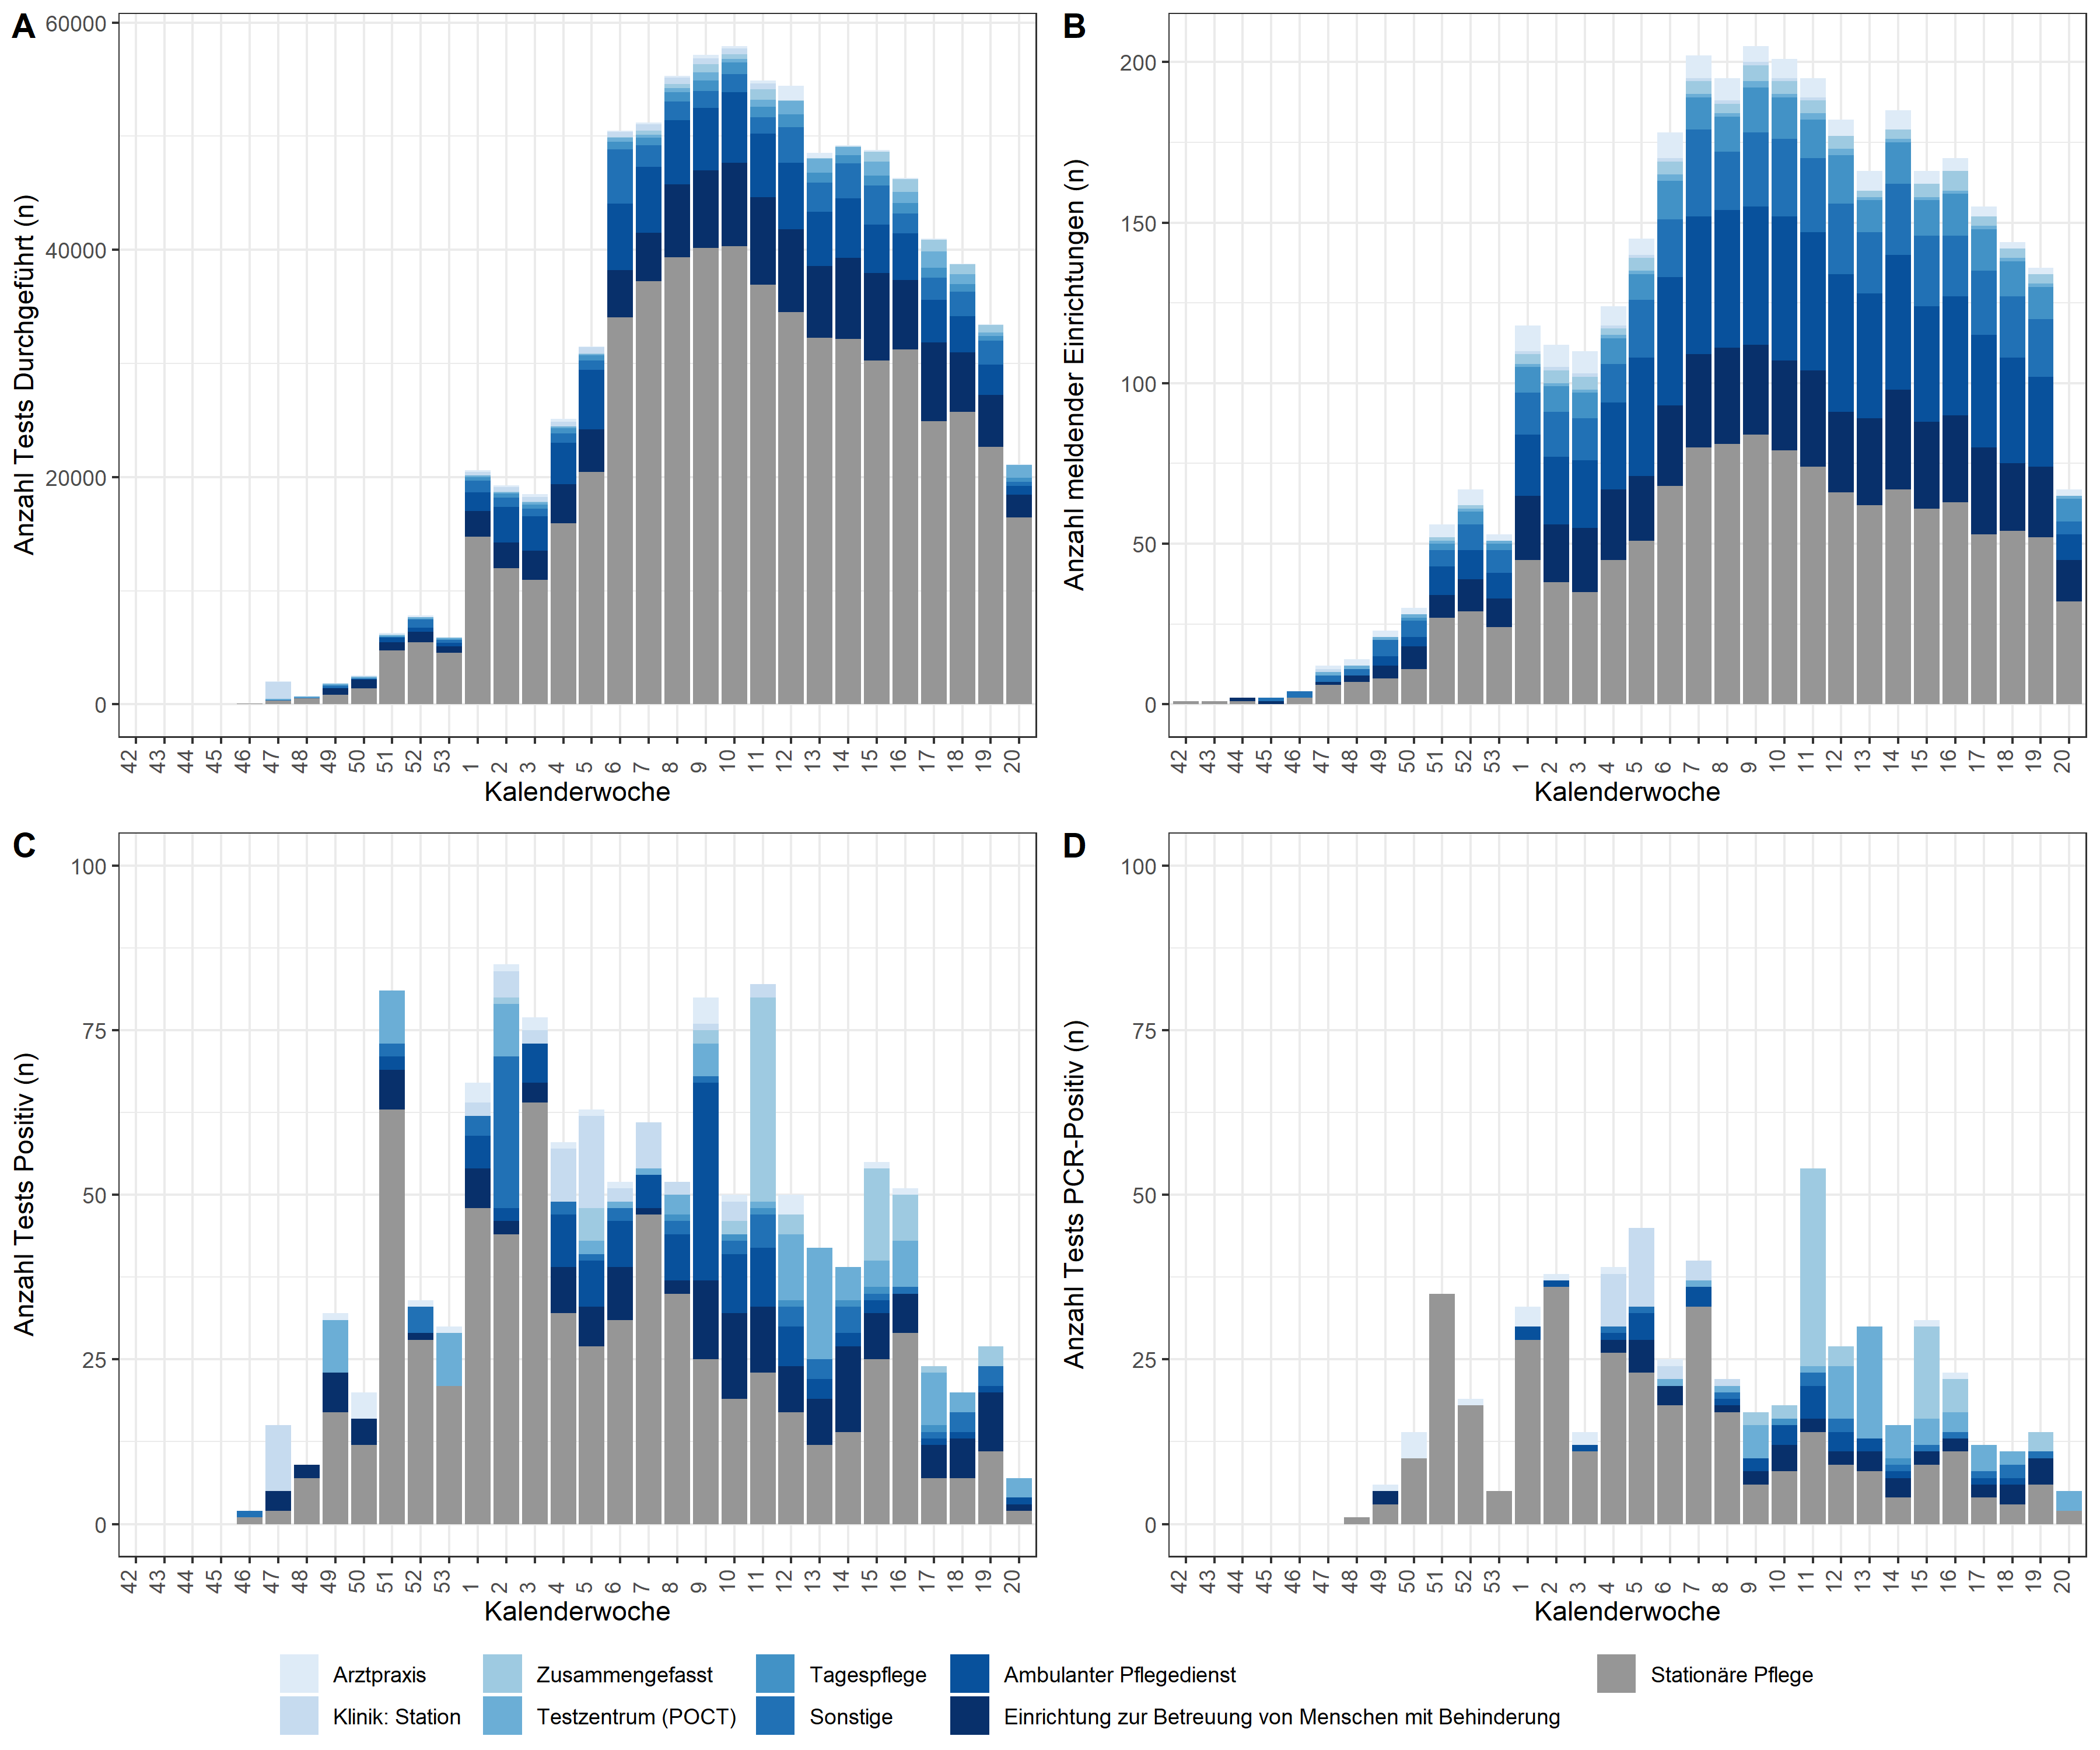 A
B
60000
40000
20000
0
Anzahl Tests Durchgeführt (n)
42 43 44 45 46 47 48 49 50 51 52 53 1 2 3 4 5 6 7 8 9 10 11 12 13 14 15 16 17 18 19 20
Kalenderwoche
200
150
100
50
0
Anzahl meldender Einrichtungen (n)
42 43 44 45 46 47 48 49 50 51 52 53 1 2 3 4 5 6 7 8 9 10 11 12 13 14 15 16 17 18 19 20
Kalenderwoche
C
D
100
75
50
25
0
Anzahl Tests Positiv (n)
42 43 44 45 46 47 48 49 50 51 52 53 1 2 3 4 5 6 7 8 9 10 11 12 13 14 15 16 17 18 19 20
Kalenderwoche
100
75
50
25
0
Anzahl Tests PCR-Positiv (n)
42 43 44 45 46 47 48 49 50 51 52 53 1 2 3 4 5 6 7 8 9 10 11 12 13 14 15 16 17 18 19 20
Kalenderwoche
Arztpraxis Zusammengefasst Tagespflege Ambulanter Pflegedienst Stationäre Pflege
Klinik: Station Testzentrum (POCT) Sonstige Einrichtung zur Betreuung von Menschen mit Behinderung